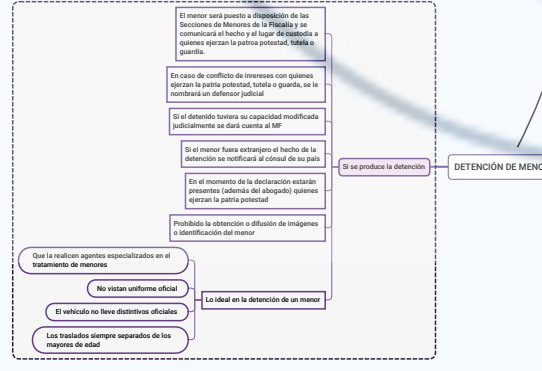 El menor será puesto a disposición de las
Secciones de Menores de la Fiscalía y se
comunicará el hecho y el lugar de custodia a
quienes ejerzan la patroa potestad, tutela o
guardia.
En caso de conflicto de inrereses con quienes
ejerzan la patria potestad, tutela o guarda, se le
nombrará un defensor judicial
Si el detenido tuviera su capacidad modificada
judicialmente se dará cuenta al MF
Si el menor fuera extranjero el hecho de la
detención se notificará al cónsul de su país
Si se produce la detención
DETENCIÓN DE MENO
En el momento de la declaración estarán
presentes (además del abogado) quienes
ejerzan la patria potestad
Prohibido la obtención o difusión de imágenes
o identificación del menor
Que la realicen agentes especializados en el
tratamiento de menores
No vistan uniforme oficial
Lo ideal en la detención de un menor
El vehículo no lleve distintivos oficiales
Los traslados siempre separados de los
mayores de edad